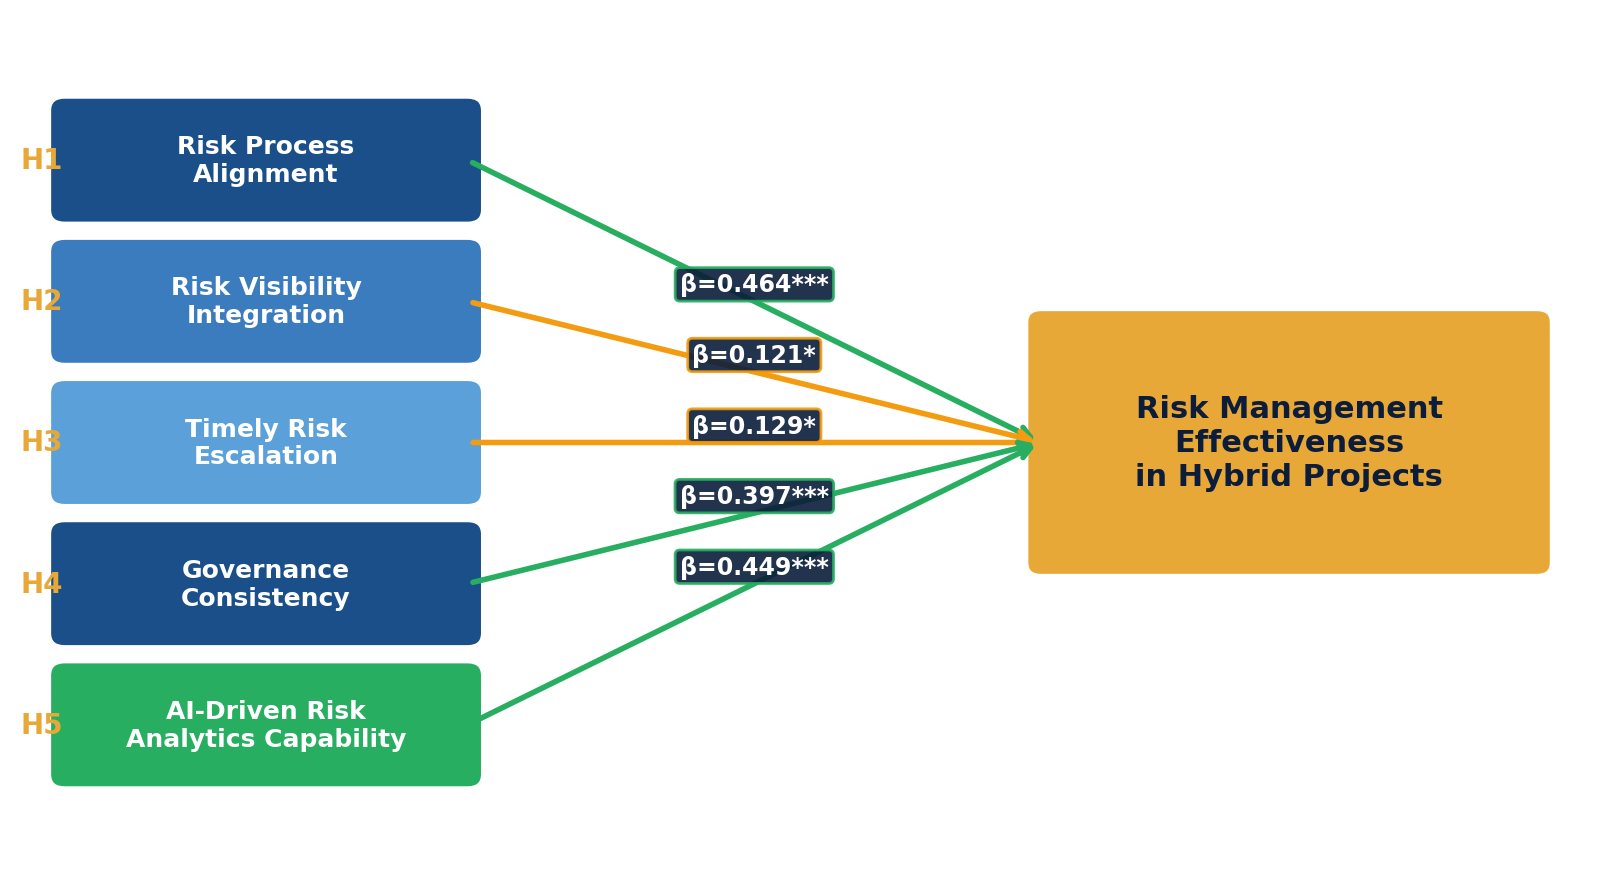 H1
Risk Process
Alignment
H2
Risk Visibility
Integration
H3
Timely Risk
Escalation
H4
Governance
Consistency
H5
AI-Driven Risk
Analytics Capability
β=0.464***
β=0.121*
β=0.129*
β=0.397***
β=0.449***
Risk Management
Effectiveness
in Hybrid Projects